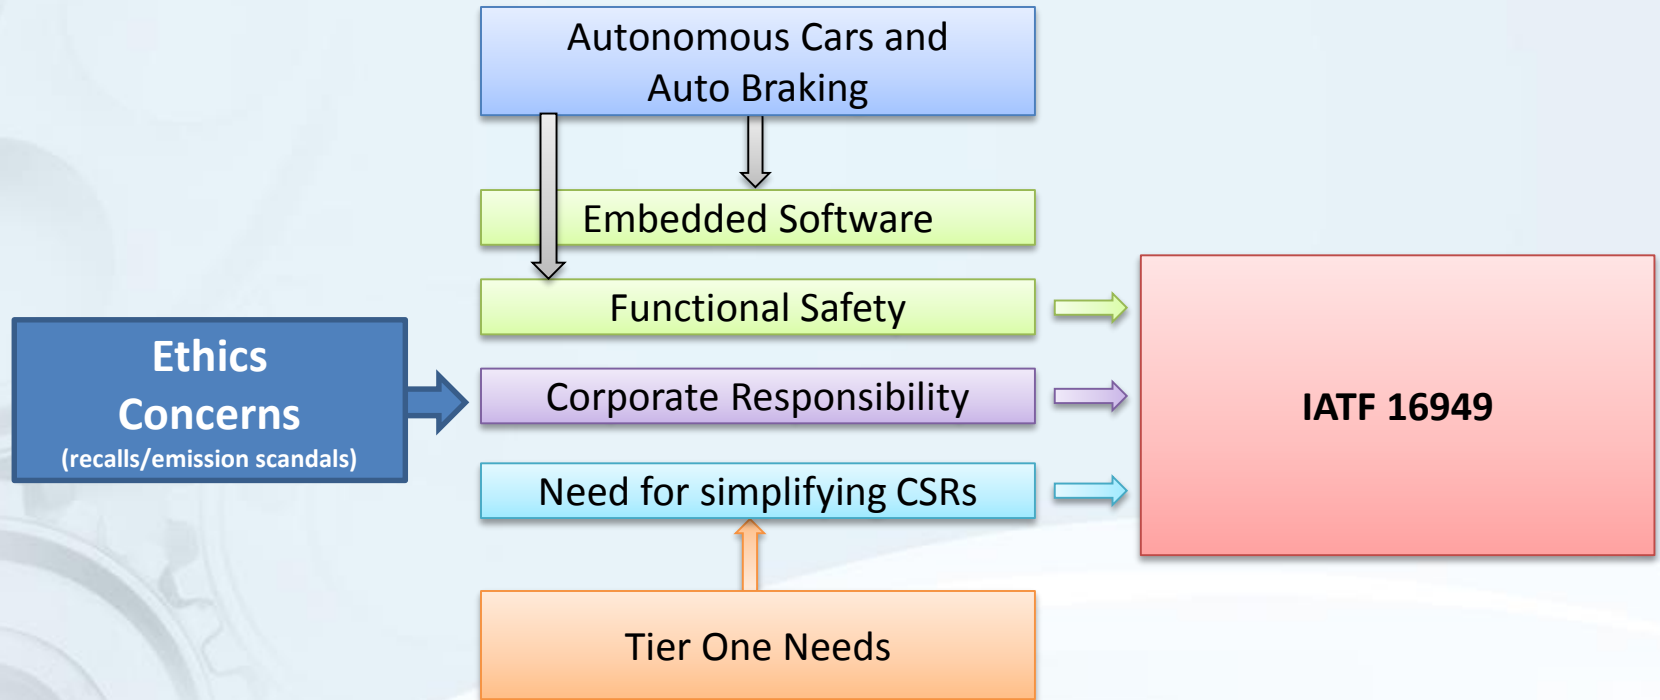 Autonomous Cars and
Auto Braking
Embedded Software
Functional Safety
Ethics
Concerns
(recalls/emission scandals)
Corporate Responsibility
IATF 16949
Need for simplifying CSRs
Tier One Needs